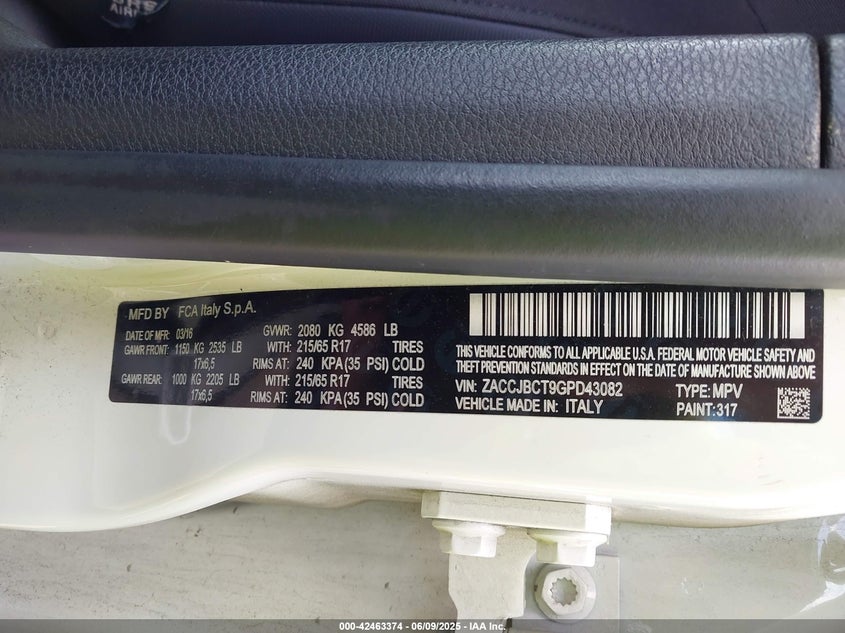 AIR
MFD BY FCA Italy S.p.A.
DATE OF MFR: 03/16 GVWR: 2080 KG 4586 LB
GAWR FRONT: 1150 KG 2535 LB WITH: 215/65 R17 TIRES
17x6,5 RIMS AT: 240 KPA(35 PSI) COLD
GAWR REAR: 1000 KG 2205 LB WITH: 215/65 R17 TIRES
17x6,5 RIMS AT: 240 KPA(35 PSI) COLD
THIS VEHICLE CONFORMS TO ALL APPLICABLE U.S.A. FEDERAL MOTOR VEHICLE SAFETY,
THEFT PREVENTION STANDARDS IN EFFECT ON THE DATE OF MANUFACTURE SHOWN ABOVE.
VIN: ZACCJBCT9GPD43082 TYPE: MPV
VEHICLE MADE IN: ITALY PAINT:317
000-42463374 | 06/09/2025 - IAA Inc.